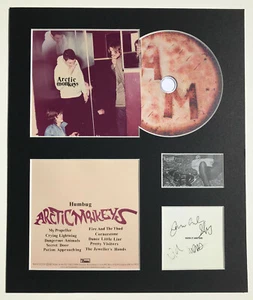 Arctic
Monkeys
AM
Humbug
ARCTIC MONKEYS
My Propeller
Crying Lightning
Dangerous Animals
Secret Door
Potion Approaching
Fire And The Thud
Cornerstone
Dance Little Liar
Pretty Visitors
The Jeweller's Hands